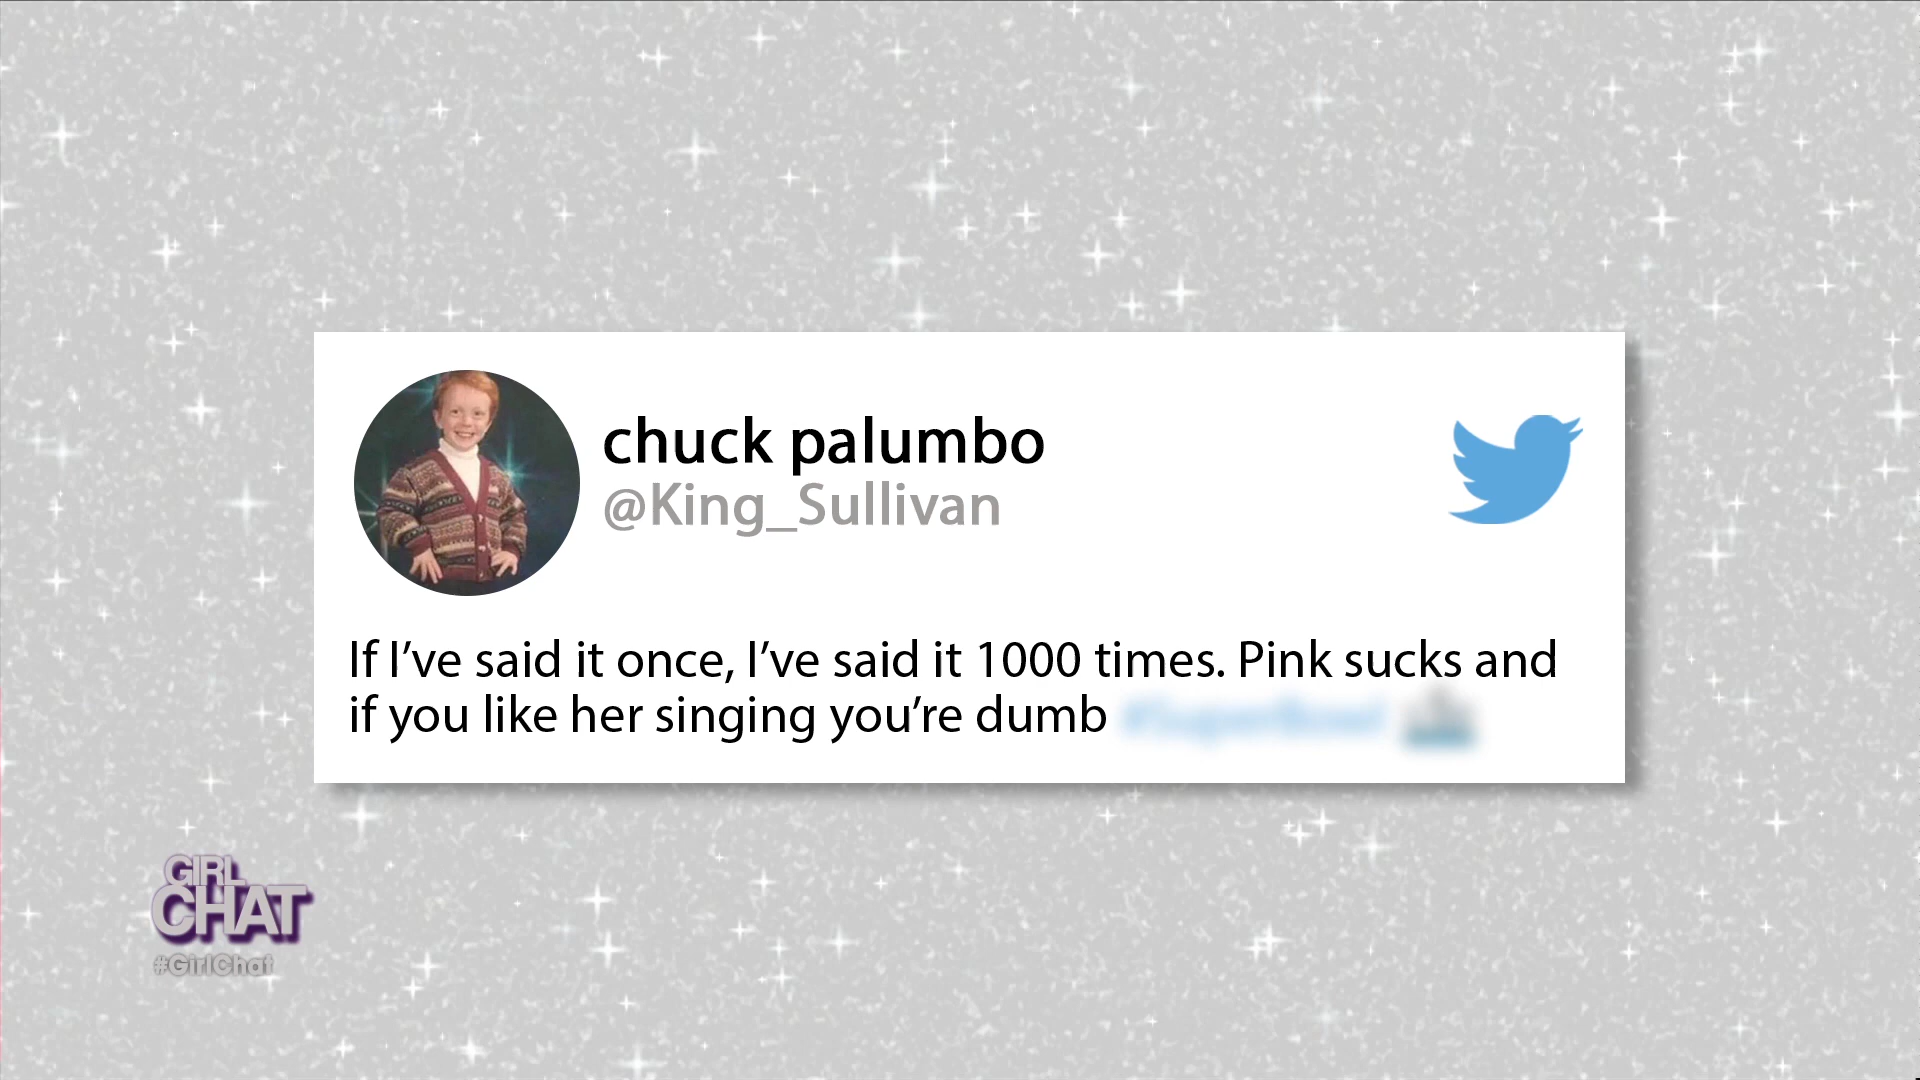 chuck palumbo
@King_Sullivan
If I've said it once, I've said it 1000 times. Pink sucks and
if you like her singing you're dumb
GIRL
CHAT
#GirlChat